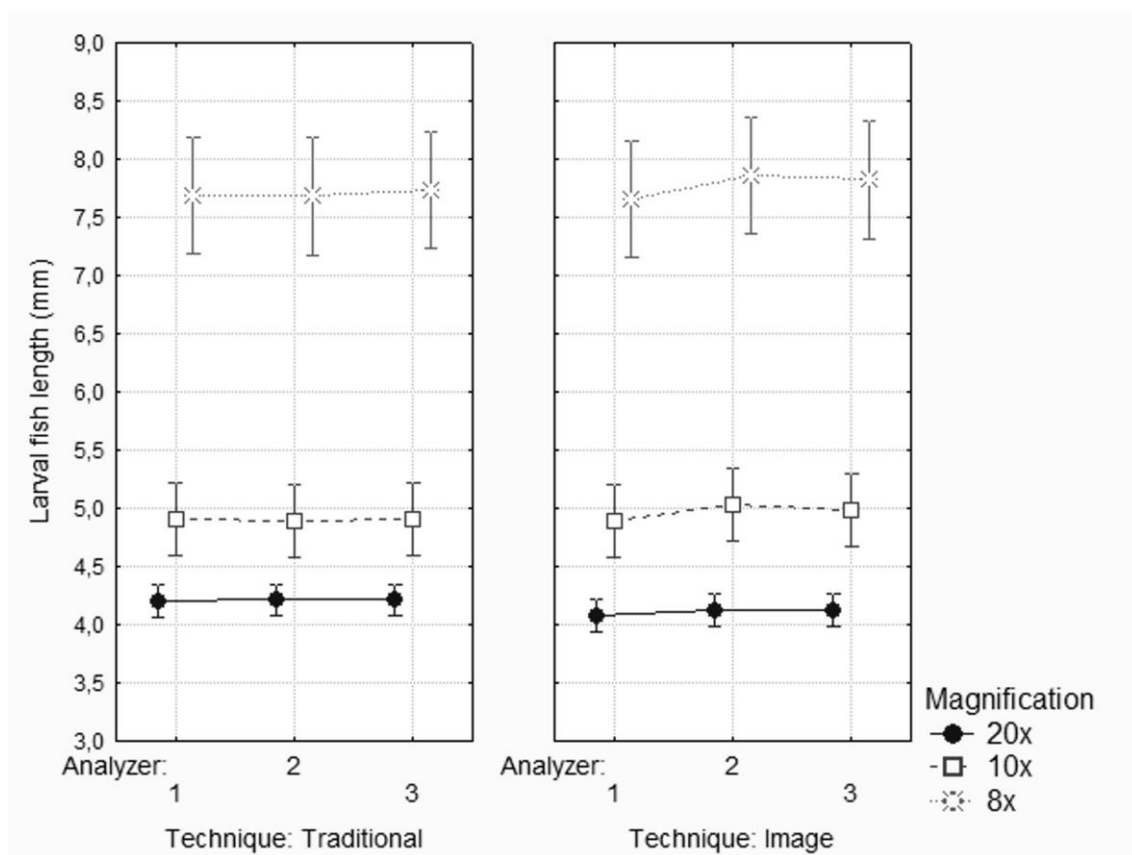 Larval fish length (mm)
9,0
8,5
8,0
7,5
7,0
6,5
6,0
5,5
5,0
4,5
4,0
3,5
3,0
Analyzer: 2
1 3
Technique: Traditional
Analyzer: 2
1 3
Technique: Image
Magnification
20x
10x
8x